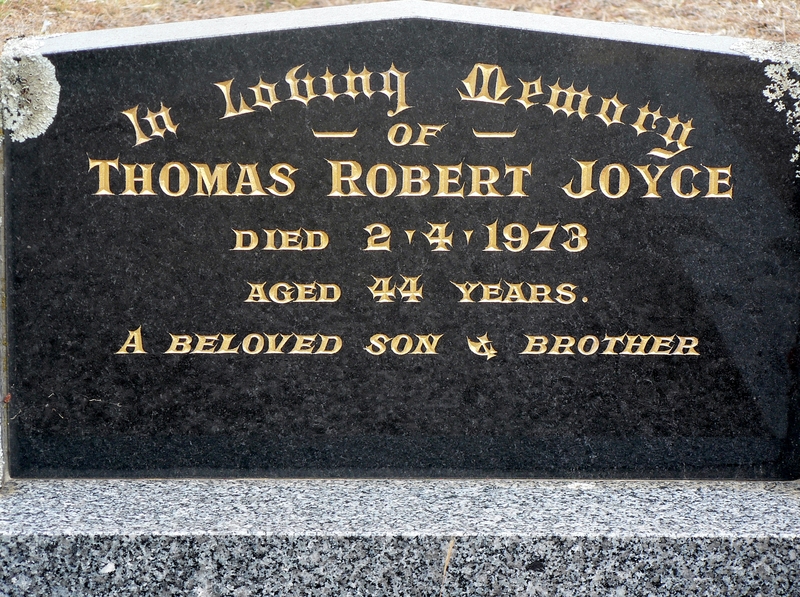 In Loving Memory
— OF —
THOMAS ROBERT JOYCE
DIED 2·4·1973
AGED 44 YEARS.
A BELOVED SON & BROTHER